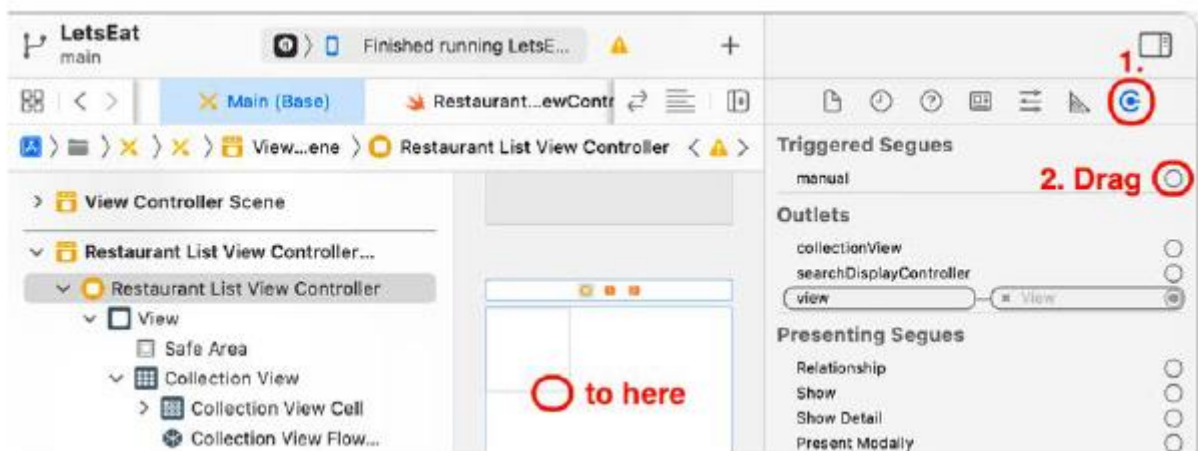 LetsEat
main
Finished running LetsE...
Main (Base)
Restaurant...ewContr
View...ene
Restaurant List View Controller
View Controller Scene
Restaurant List View Controller...
Restaurant List View Controller
View
Safe Area
Collection View
Collection View Cell
Collection View Flow...
to here
1.
Triggered Segues
manual
2. Drag
Outlets
collectionView
searchDisplayController
view
View
Presenting Segues
Relationship
Show
Show Detail
Present Modally